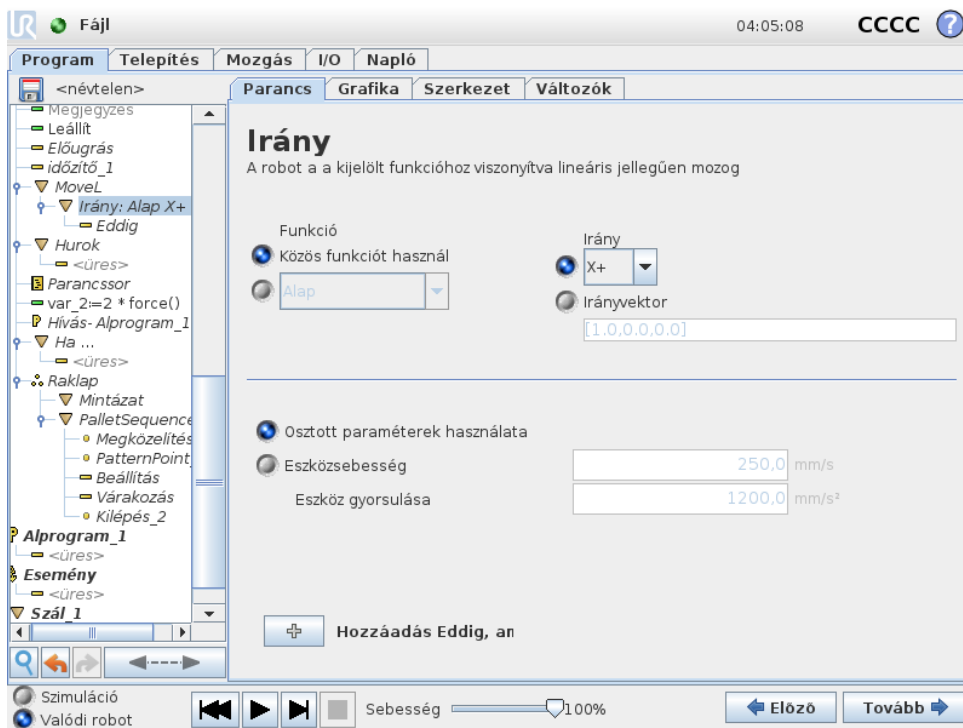 UR Fájl 04:05:08 CCCC ?
Program Telepítés Mozgás I/O Napló
<névtelen>
Parancs Grafika Szerkezet Változók
Megjegyzés
Leállít
Előugrás
időzítő_1
MoveL
Irány: Alap X+
Eddig
Hurok
<üres>
Parancssor
var_2:=2 * force()
Hívás- Alprogram_1
Ha ...
<üres>
Raklap
Mintázat
PalletSequence
Megközelítés
PatternPoint
Beállítás
Várakozás
Kilépés_2
Alprogram_1
<üres>
Esemény
<üres>
Szál_1
Irány
A robot a a kijelölt funkcióhoz viszonyítva lineáris jellegűen mozog
Funkció
Közös funkciót használ
Alap
Irány
X+
Irányvektor
[1.0,0.0,0.0]
Osztott paraméterek használata
Eszközsebesség 250,0 mm/s
Eszköz gyorsulása 1200,0 mm/s²
Hozzáadás Eddig, an
Szimuláció
Valódi robot
Sebesség 100%
Előző Tovább